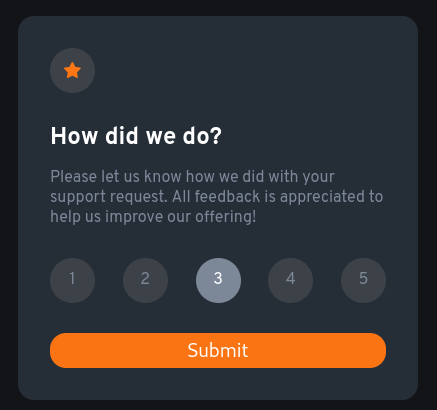 How did we do?
Please let us know how we did with your
support request. All feedback is appreciated to
help us improve our offering!
1 2 3 4 5
Submit